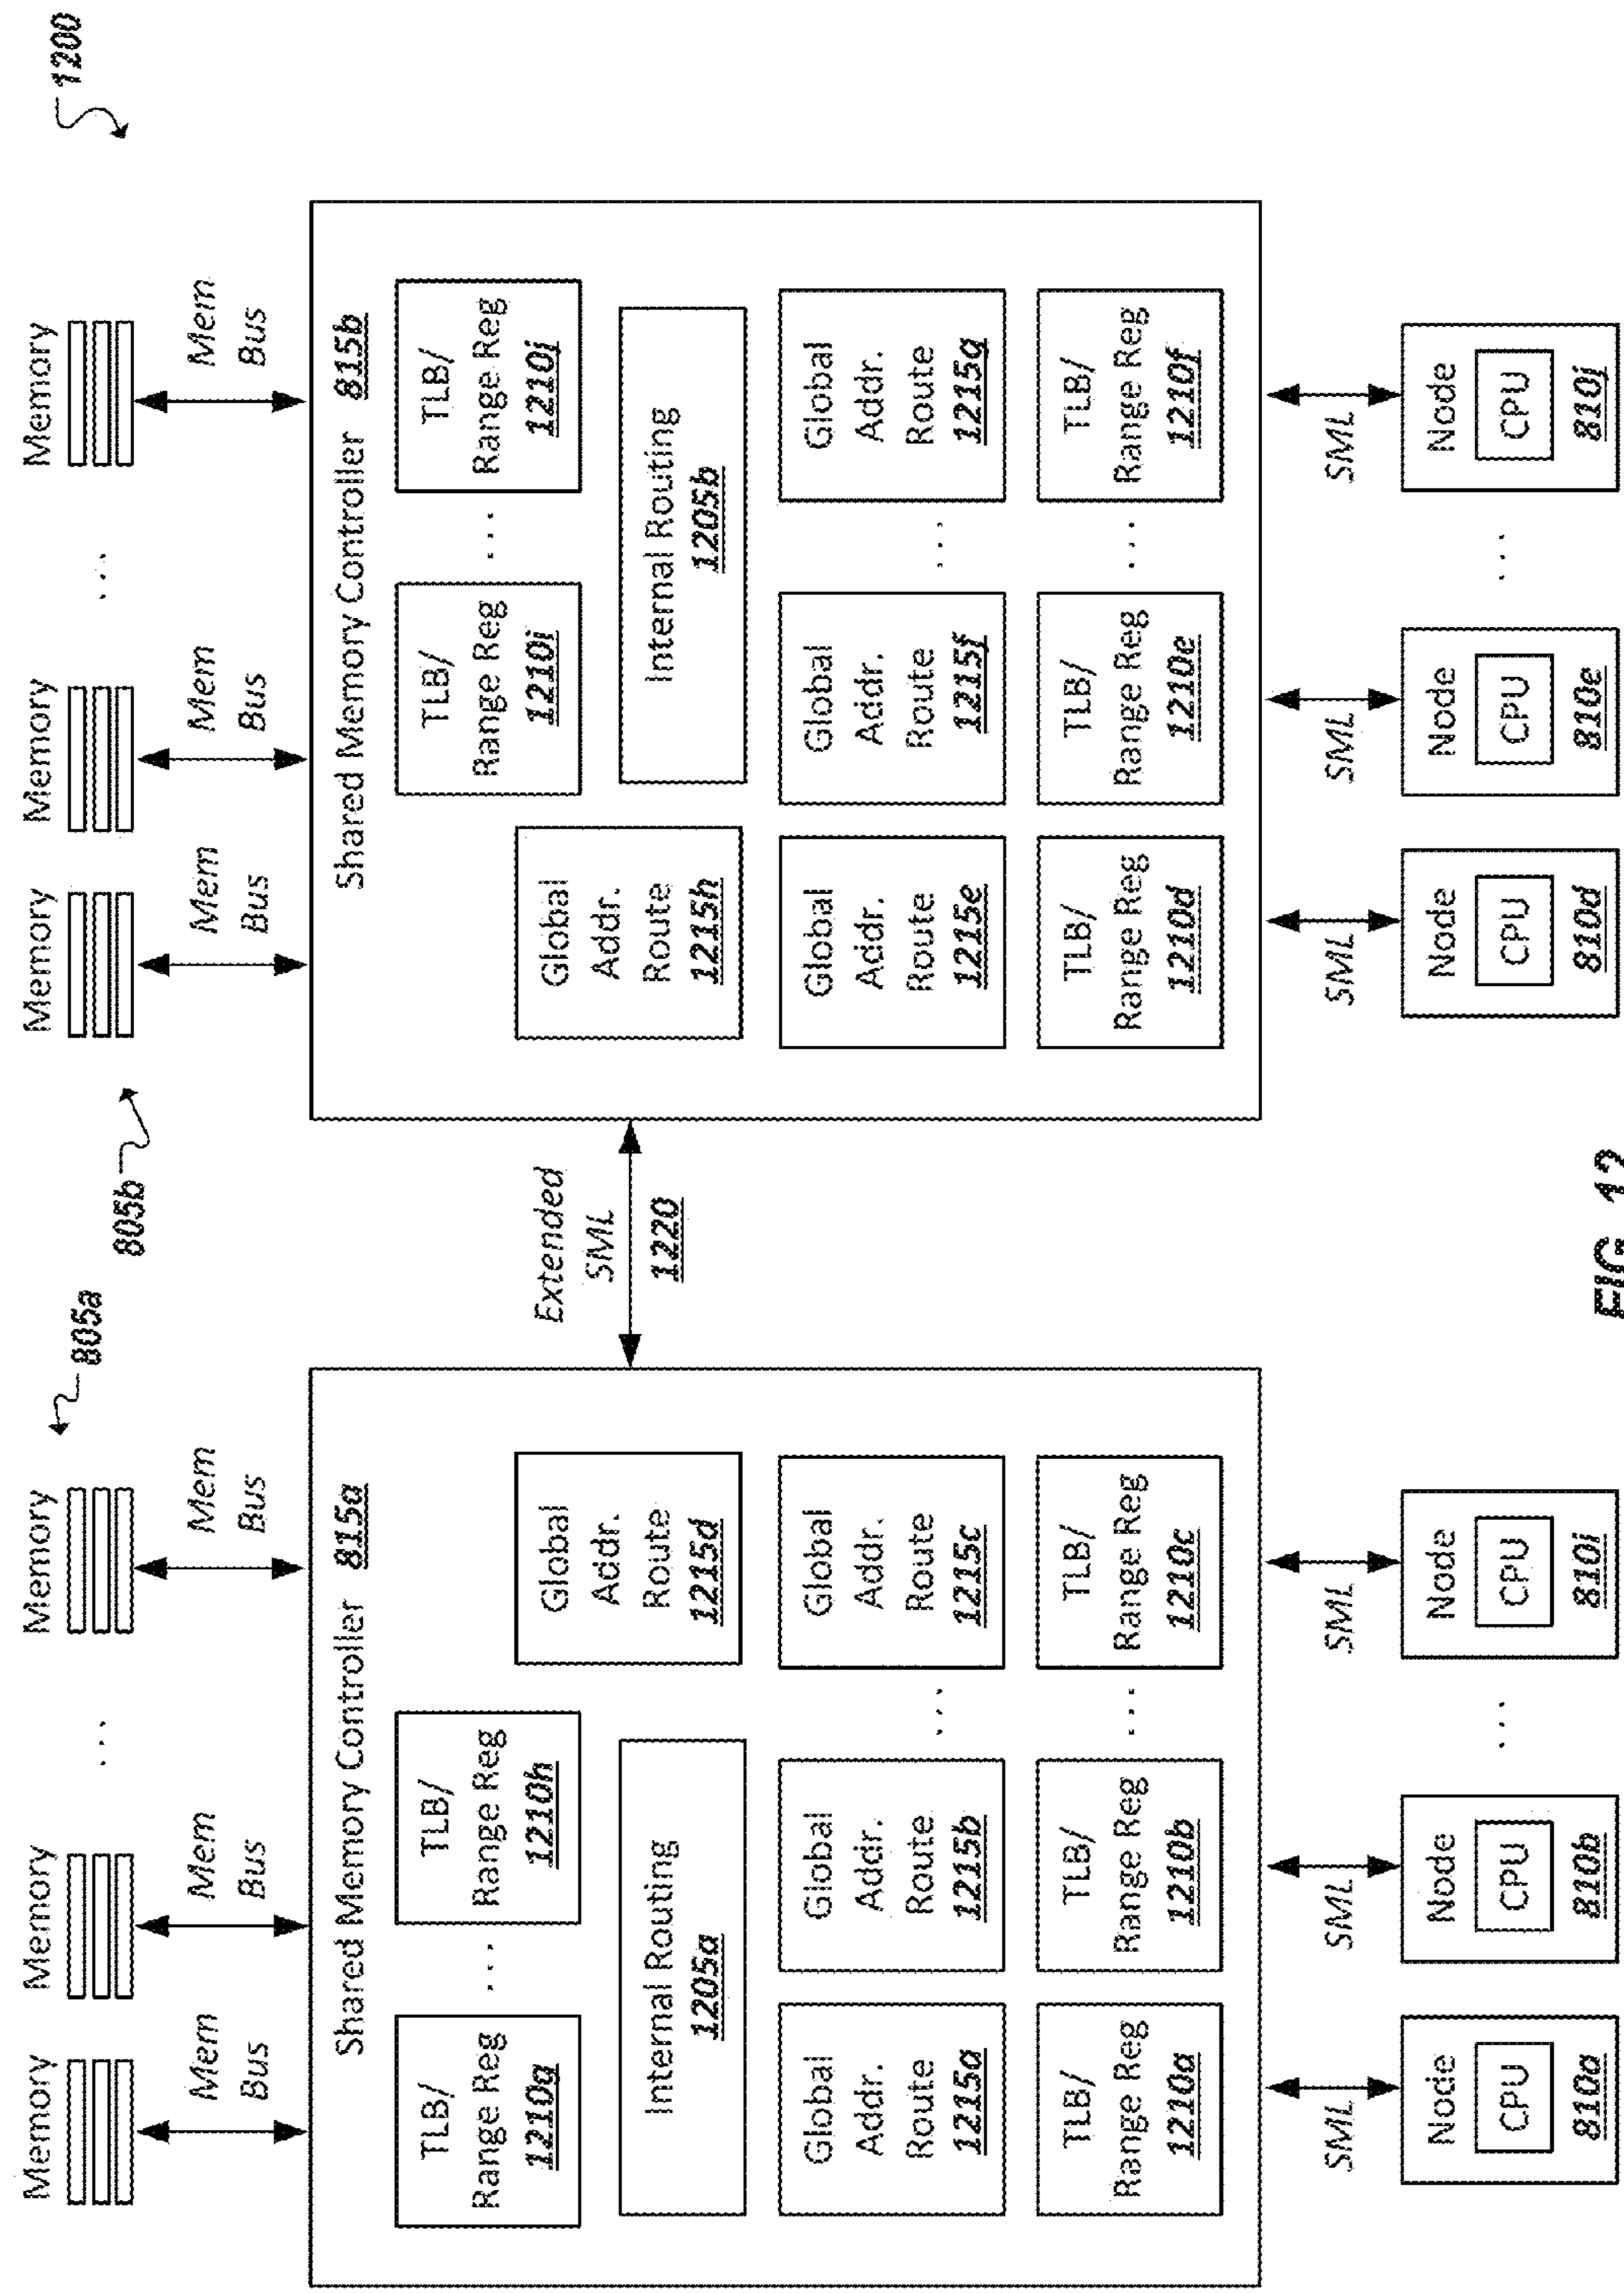 1200
805a
805b
Memory
Memory
...
Memory
Memory
Memory
...
Memory
Mem
Bus
Mem
Bus
Mem
Bus
Mem
Bus
Mem
Bus
Mem
Bus
Shared Memory Controller 815a
TLB/
Range Reg
1210g
...
TLB/
Range Reg
1210h
Internal Routing
1205a
Global
Addr.
Route
1215d
Global
Addr.
Route
1215a
Global
Addr.
Route
1215b
...
Global
Addr.
Route
1215c
TLB/
Range Reg
1210a
TLB/
Range Reg
1210b
...
TLB/
Range Reg
1210c
Extended
SML
1220
Shared Memory Controller 815b
TLB/
Range Reg
1210i
...
TLB/
Range Reg
1210j
Global
Addr.
Route
1215h
Internal Routing
1205b
Global
Addr.
Route
1215e
Global
Addr.
Route
1215f
...
Global
Addr.
Route
1215g
TLB/
Range Reg
1210d
TLB/
Range Reg
1210e
...
TLB/
Range Reg
1210f
SML
SML
SML
SML
SML
SML
Node
CPU
810a
Node
CPU
810b
...
Node
CPU
810i
Node
CPU
810d
Node
CPU
810e
...
Node
CPU
810j
FIG. 12